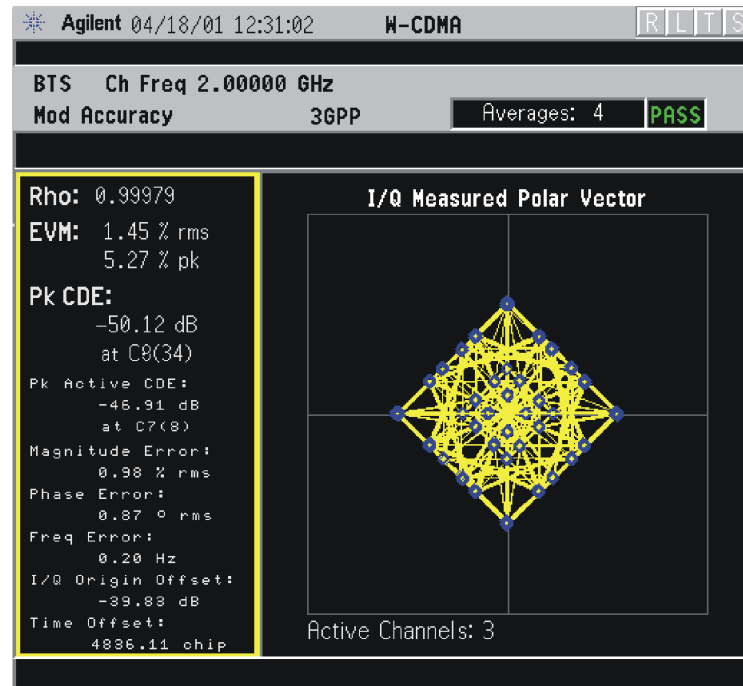 Agilent 04/18/01 12:31:02 W-CDMA R L T S
BTS Ch Freq 2.00000 GHz
Mod Accuracy 3GPP Averages: 4 PASS
Rho: 0.99979
EVM: 1.45 % rms
5.27 % pk
Pk CDE:
-50.12 dB
at C8(34)
Pk Active CDE:
-46.91 dB
at C7(8)
Magnitude Error:
0.98 % rms
Phase Error:
0.87 º rms
Freq Error:
0.20 Hz
I/Q Origin Offset:
-39.83 dB
Time Offset:
4836.11 chip
I/Q Measured Polar Vector
Active Channels: 3